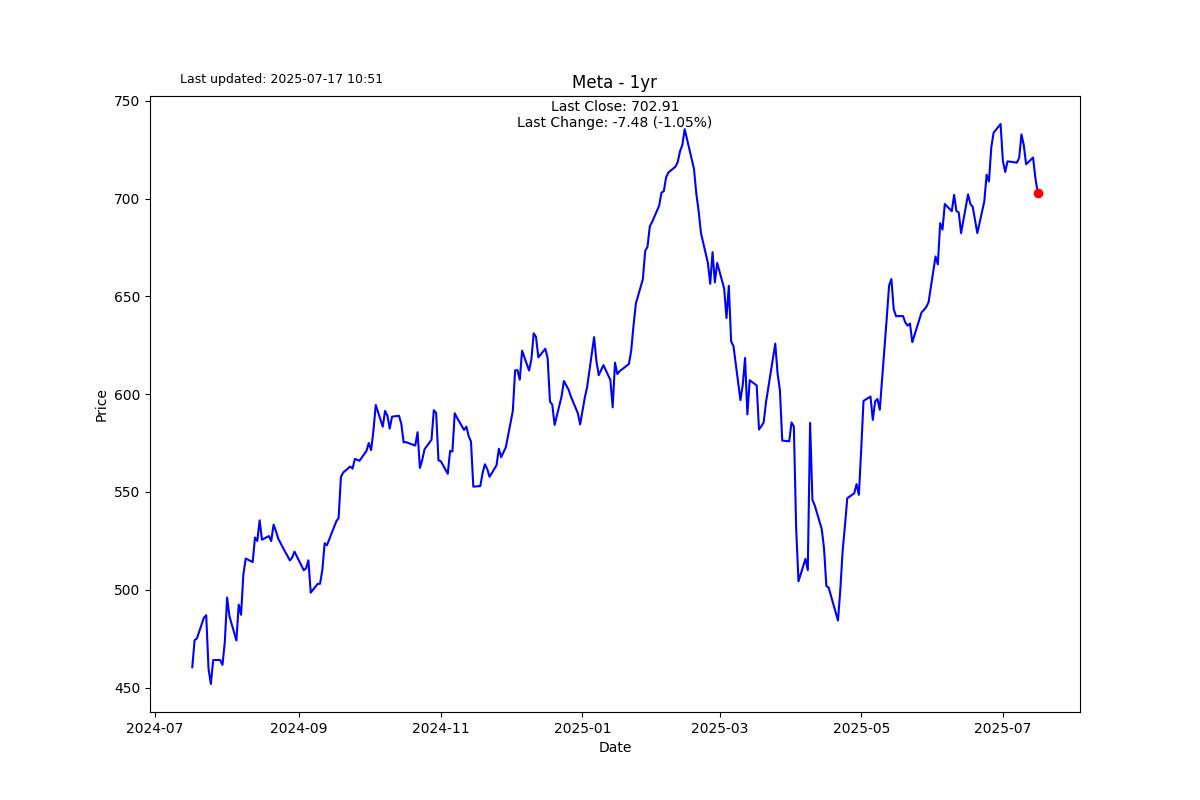 Last updated: 2025-07-17 10:51
Meta - 1yr
Last Close: 702.91
Last Change: -7.48 (-1.05%)
750
700
650
600
550
500
450
Price
2024-07
2024-09
2024-11
2025-01
2025-03
2025-05
2025-07
Date